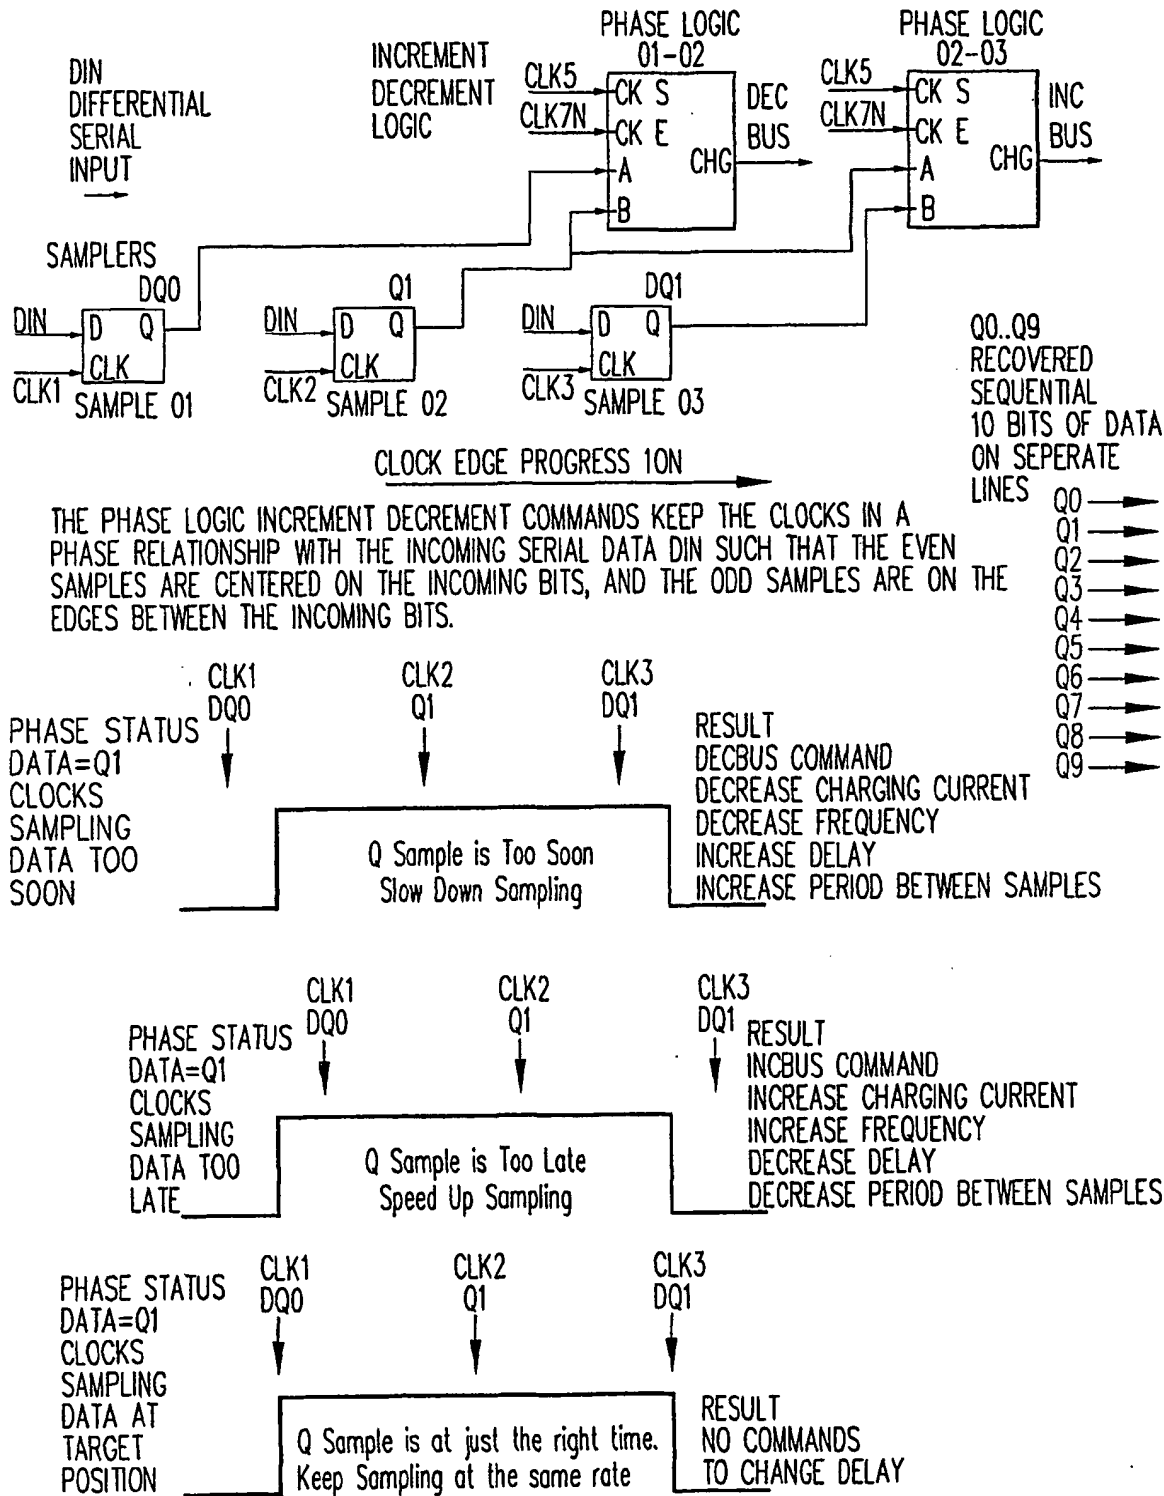 DIN
DIFFERENTIAL
SERIAL
INPUT
INCREMENT
DECREMENT
LOGIC
PHASE LOGIC
01-02
CLK5
CLK7N
CK S
CK E
A
B
CHG
DEC
BUS
PHASE LOGIC
02-03
CLK5
CLK7N
CK S
CK E
A
B
CHG
INC
BUS
SAMPLERS
DQ0
DIN
D Q
CLK
CLK1
SAMPLE 01
Q1
DIN
D Q
CLK
CLK2
SAMPLE 02
DQ1
DIN
D Q
CLK
CLK3
SAMPLE 03
Q0..Q9
RECOVERED
SEQUENTIAL
10 BITS OF DATA
ON SEPERATE
LINES
Q0
Q1
Q2
Q3
Q4
Q5
Q6
Q7
Q8
Q9
CLOCK EDGE PROGRESS 10N
THE PHASE LOGIC INCREMENT DECREMENT COMMANDS KEEP THE CLOCKS IN A
PHASE RELATIONSHIP WITH THE INCOMING SERIAL DATA DIN SUCH THAT THE EVEN
SAMPLES ARE CENTERED ON THE INCOMING BITS, AND THE ODD SAMPLES ARE ON THE
EDGES BETWEEN THE INCOMING BITS.
PHASE STATUS
DATA=Q1
CLOCKS
SAMPLING
DATA TOO
SOON
CLK1
DQ0
CLK2
Q1
CLK3
DQ1
Q Sample is Too Soon
Slow Down Sampling
RESULT
DECBUS COMMAND
DECREASE CHARGING CURRENT
DECREASE FREQUENCY
INCREASE DELAY
INCREASE PERIOD BETWEEN SAMPLES
PHASE STATUS
DATA=Q1
CLOCKS
SAMPLING
DATA TOO
LATE
CLK1
DQ0
CLK2
Q1
CLK3
DQ1
Q Sample is Too Late
Speed Up Sampling
RESULT
INCBUS COMMAND
INCREASE CHARGING CURRENT
INCREASE FREQUENCY
DECREASE DELAY
DECREASE PERIOD BETWEEN SAMPLES
PHASE STATUS
DATA=Q1
CLOCKS
SAMPLING
DATA AT
TARGET
POSITION
CLK1
DQ0
CLK2
Q1
CLK3
DQ1
Q Sample is at just the right time.
Keep Sampling at the same rate
RESULT
NO COMMANDS
TO CHANGE DELAY